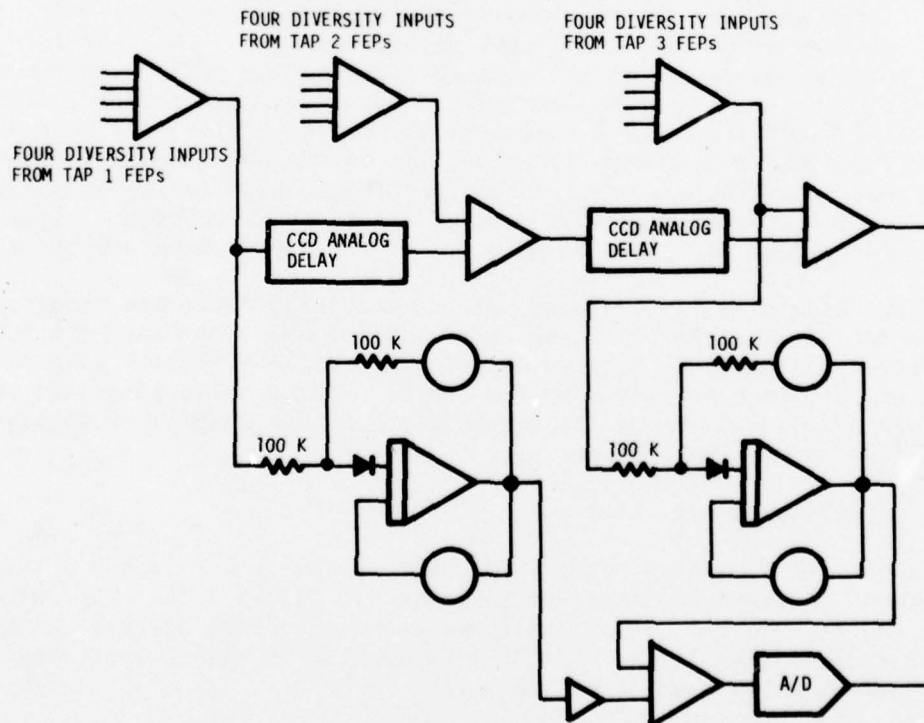 FOUR DIVERSITY INPUTS
FROM TAP 2 FEPs
FOUR DIVERSITY INPUTS
FROM TAP 3 FEPs
FOUR DIVERSITY INPUTS
FROM TAP 1 FEPs
CCD ANALOG
DELAY
CCD ANALOG
DELAY
100 K
100 K
100 K
100 K
A/D